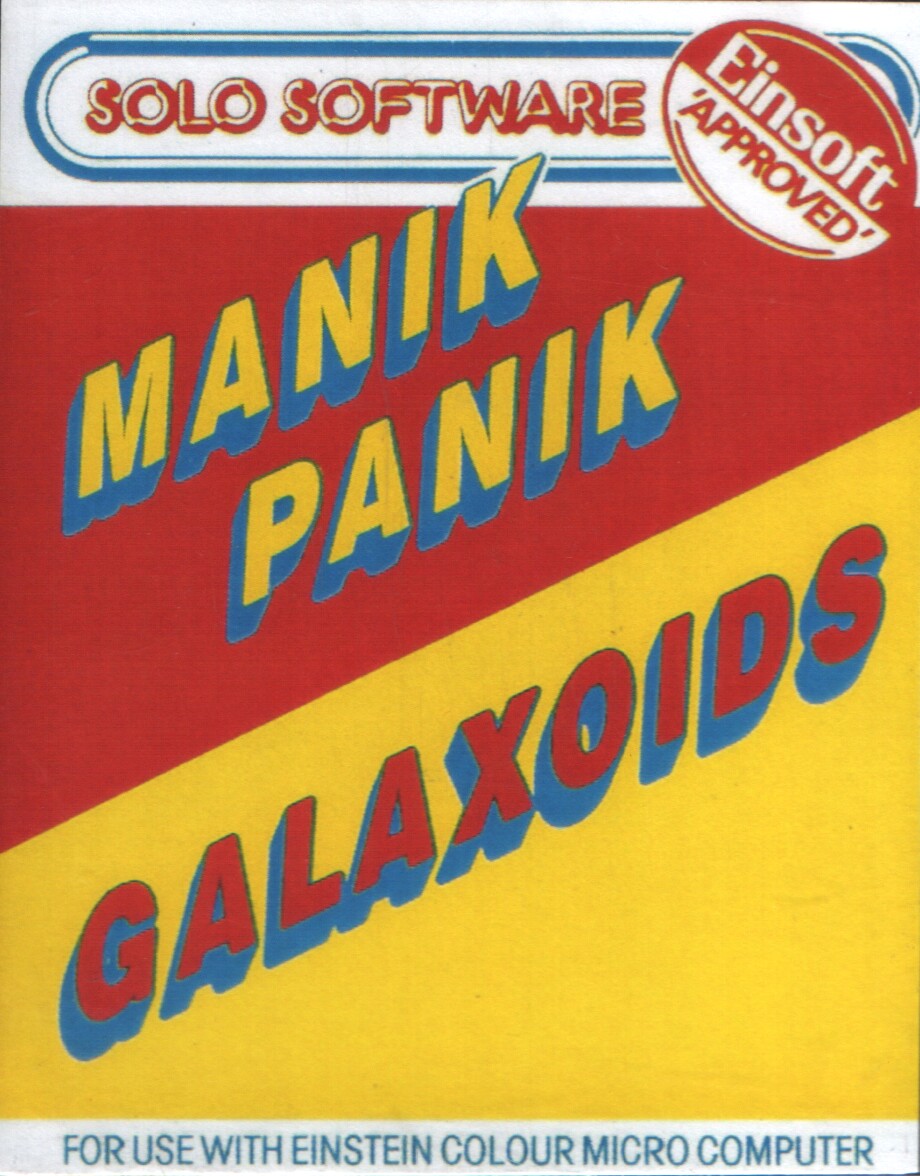 SOLO SOFTWARE
Einsoft
'APPROVED'
MANIK
PANIK
GALAXOIDS
FOR USE WITH EINSTEIN COLOUR MICRO COMPUTER